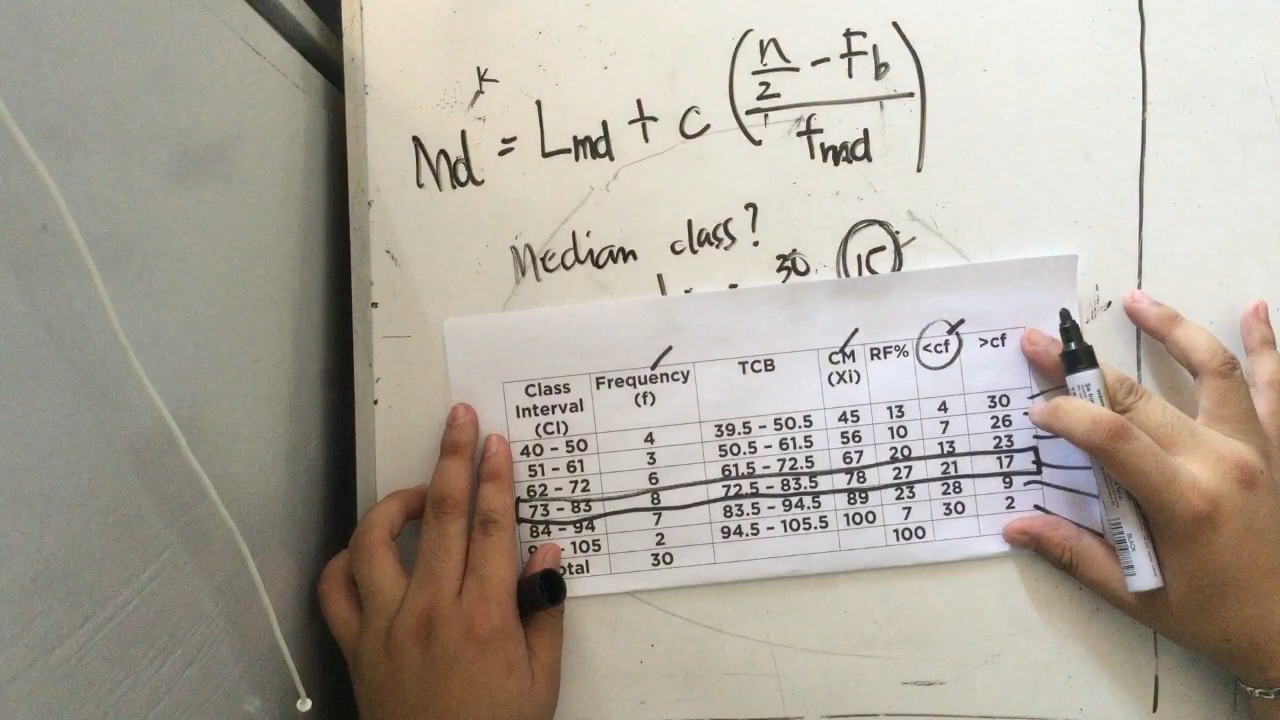 K
Md = Lmd + c (n/2 - Fb / fmd)
Median class?
30 15
Class Interval (CI) Frequency (f) TCB CM (Xi) RF% <cf >cf
40 - 50 4 39.5 - 50.5 45 13 4 30
51 - 61 3 50.5 - 61.5 56 10 7 26
62 - 72 6 61.5 - 72.5 67 20 13 23
73 - 83 8 72.5 - 83.5 78 27 21 17
84 - 94 7 83.5 - 94.5 89 23 28 9
- 105 2 94.5 - 105.5 100 7 30 2
otal 30 100
BLACK